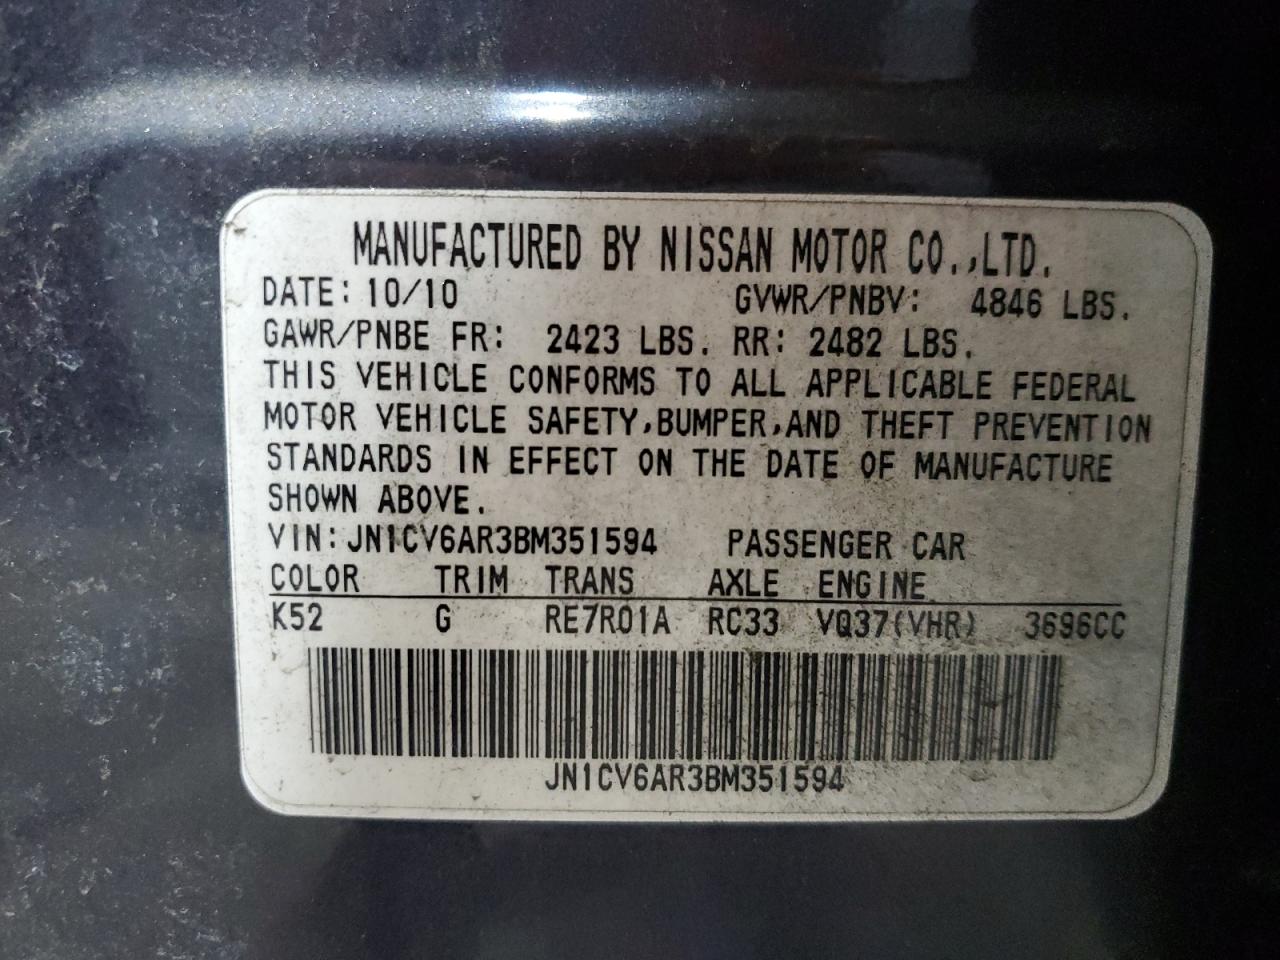 MANUFACTURED BY NISSAN MOTOR CO.,LTD.
DATE: 10/10 GVWR/PNBV: 4846 LBS.
GAWR/PNBE FR: 2423 LBS. RR: 2482 LBS.
THIS VEHICLE CONFORMS TO ALL APPLICABLE FEDERAL
MOTOR VEHICLE SAFETY,BUMPER,AND THEFT PREVENTION
STANDARDS IN EFFECT ON THE DATE OF MANUFACTURE
SHOWN ABOVE.
VIN:JN1CV6AR3BM351594 PASSENGER CAR
COLOR TRIM TRANS AXLE ENGINE
K52 G RE7R01A RC33 VQ37(VHR) 3696CC
JN1CV6AR3BM351594